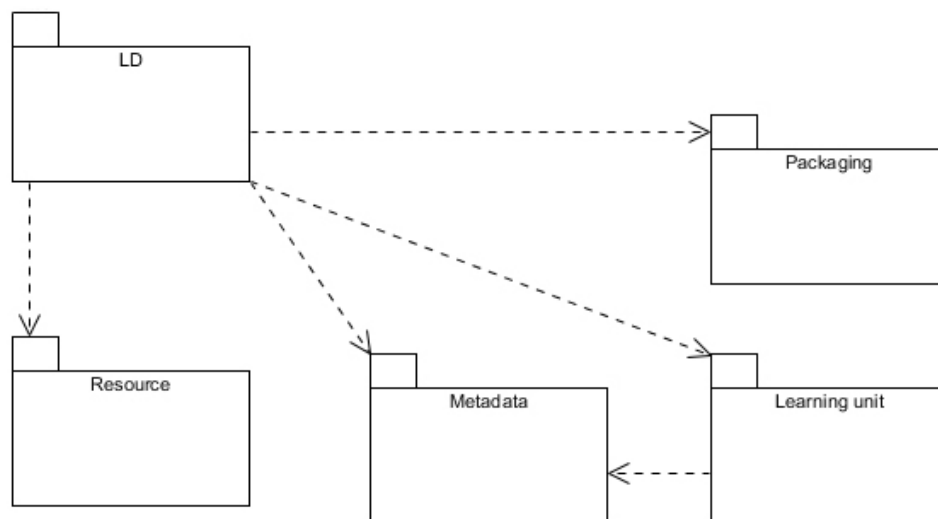 LD
Packaging
Resource
Metadata
Learning unit